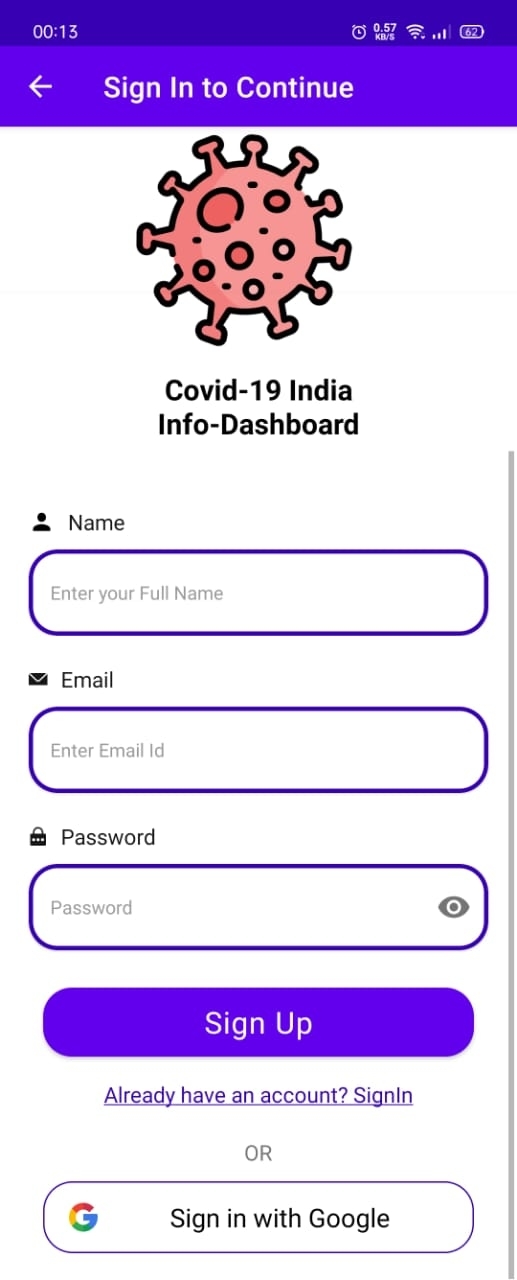 00:13
0.57
KB/S
62
Sign In to Continue
Covid-19 India
Info-Dashboard
Name
Enter your Full Name
Email
Enter Email Id
Password
Password
Sign Up
Already have an account? SignIn
OR
Sign in with Google